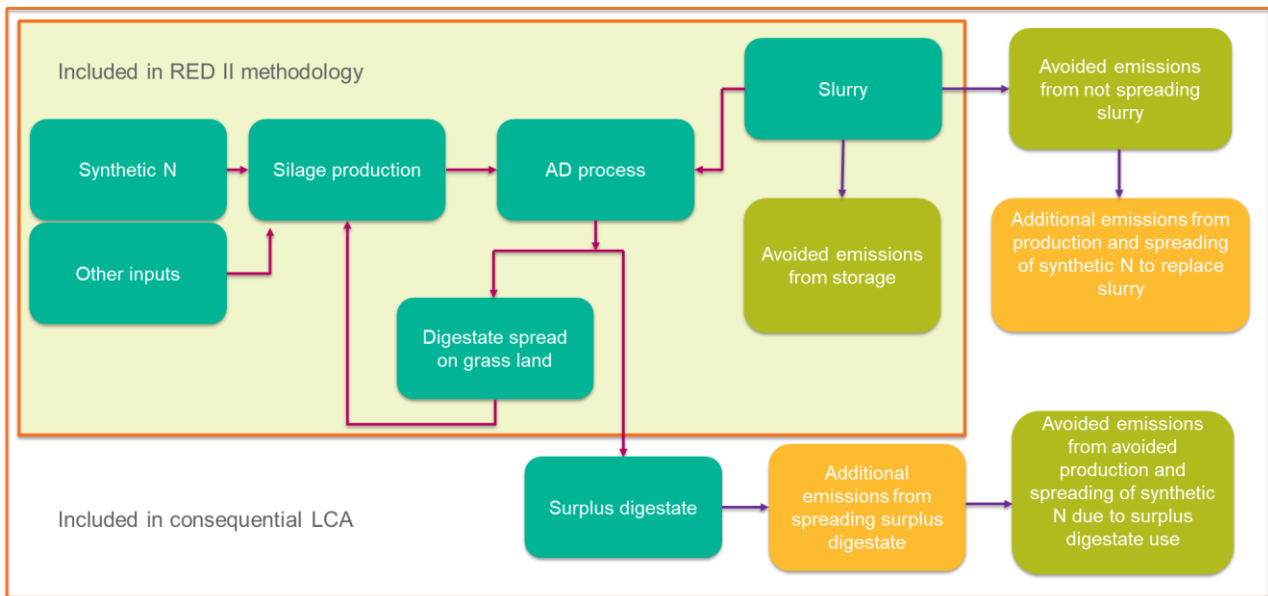 Included in RED II methodology
Slurry
Avoided emissions
from not spreading
slurry
Synthetic N
Silage production
AD process
Other inputs
Avoided emissions
from storage
Additional emissions from
production and spreading
of synthetic N to replace
slurry
Digestate spread
on grass land
Included in consequential LCA
Surplus digestate
Additional
emissions from
spreading surplus
digestate
Avoided emissions
from avoided
production and
spreading of synthetic
N due to surplus
digestate use